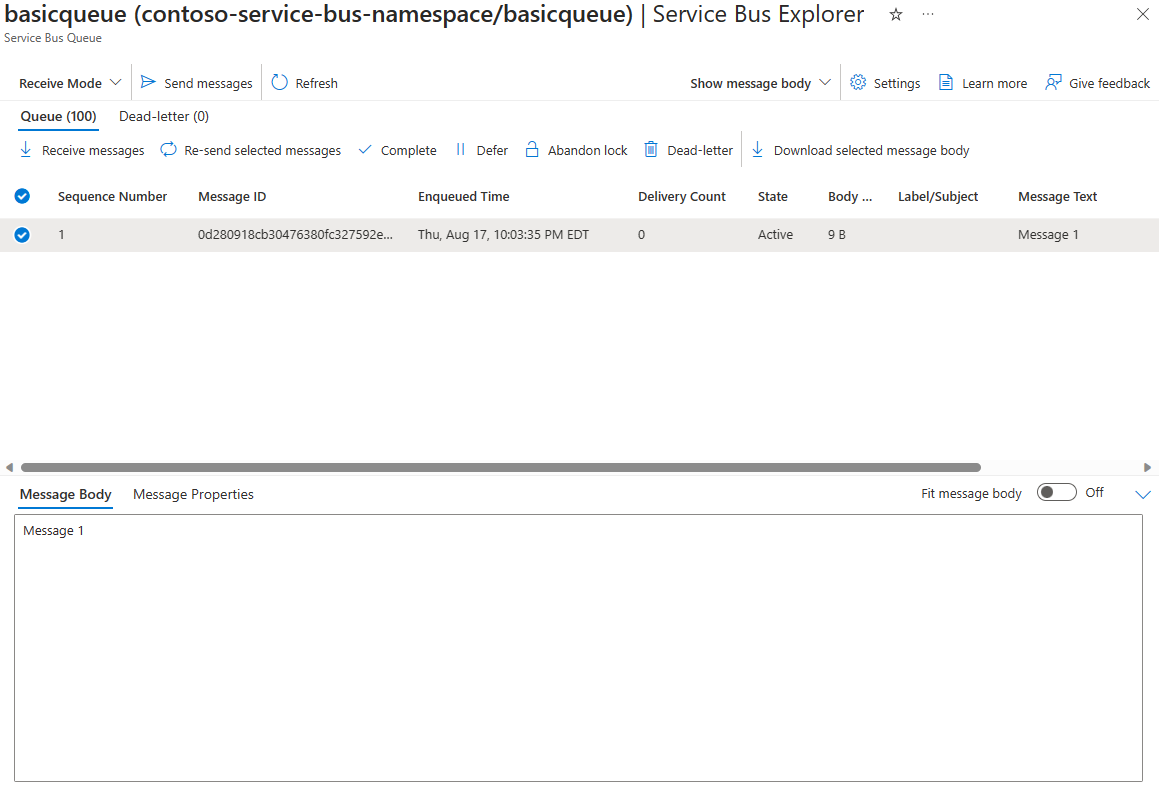 basicqueue (contoso-service-bus-namespace/basicqueue) | Service Bus Explorer
Service Bus Queue
Receive Mode Send messages Refresh Show message body Settings Learn more Give feedback
Queue (100) Dead-letter (0)
Receive messages Re-send selected messages Complete Defer Abandon lock Dead-letter Download selected message body
Sequence Number Message ID Enqueued Time Delivery Count State Body ... Label/Subject Message Text
1 0d280918cb30476380fc327592e... Thu, Aug 17, 10:03:35 PM EDT 0 Active 9 B Message 1
Message Body Message Properties Fit message body Off
Message 1